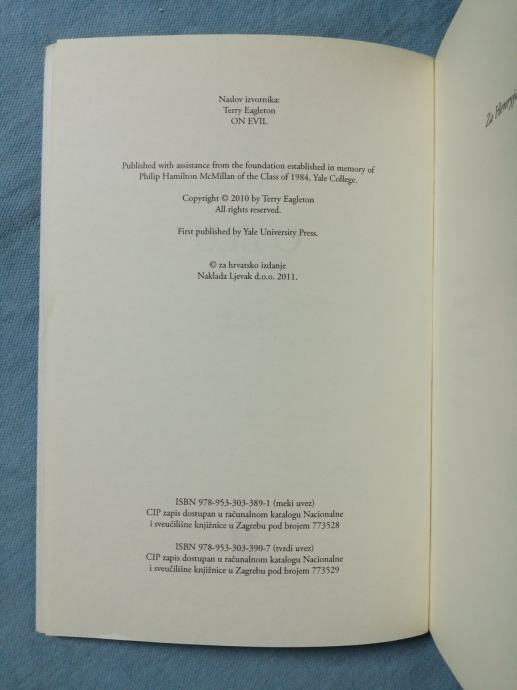 Naslov izvornika:
Terry Eagleton
ON EVIL
Published with assistance from the foundation established in memory of
Philip Hamilton McMillan of the Class of 1984, Yale College.
Copyright © 2010 by Terry Eagleton
All rights reserved.
First published by Yale University Press.
© za hrvatsko izdanje
Naklada Ljevak d.o.o. 2011.
ISBN 978-953-303-389-1 (meki uvez)
CIP zapis dostupan u računalnom katalogu Nacionalne
i sveučilišne knjižnice u Zagrebu pod brojem 773528
ISBN 978-953-303-390-7 (tvrdi uvez)
CIP zapis dostupan u računalnom katalogu Nacionalne
i sveučilišne knjižnice u Zagrebu pod brojem 773529
Za